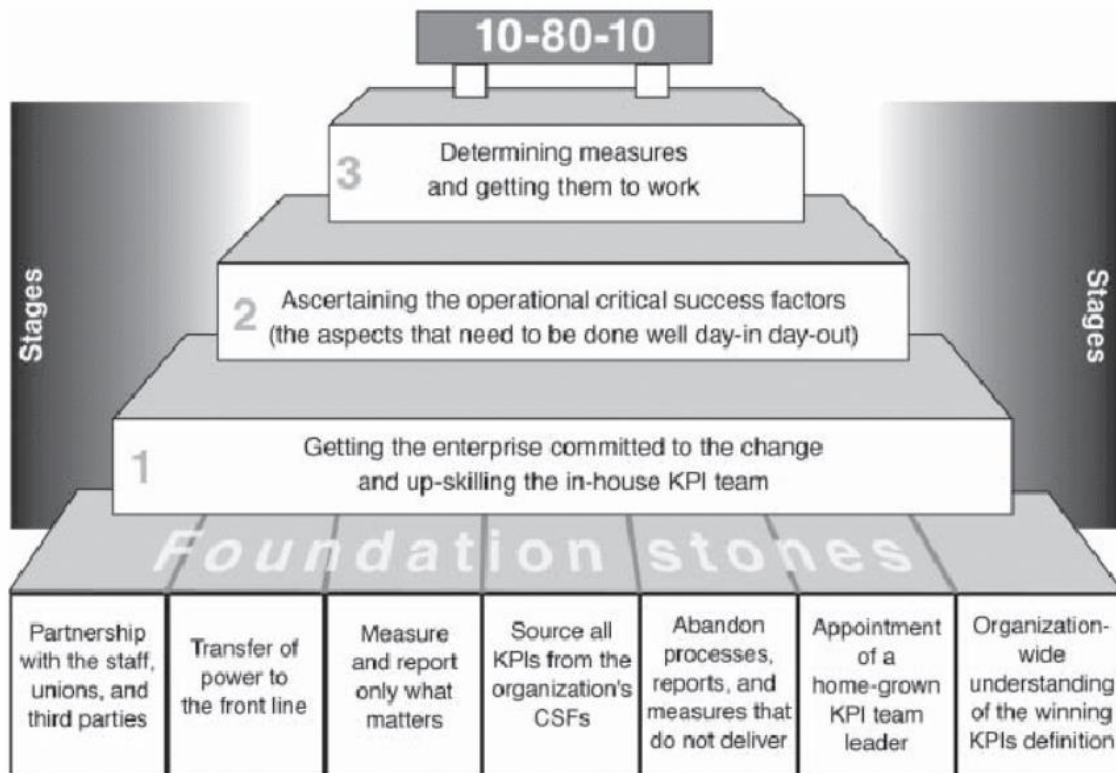 10-80-10
3
Determining measures
and getting them to work
2
Ascertaining the operational critical success factors
(the aspects that need to be done well day-in day-out)
1
Getting the enterprise committed to the change
and up-skilling the in-house KPI team
Stages
Stages
Foundation stones
Partnership
with the staff,
unions, and
third parties
Transfer of
power to
the front line
Measure
and report
only what
matters
Source all
KPIs from the
organization's
CSFs
Abandon
processes,
reports, and
measures that
do not deliver
Appointment
of a
home-grown
KPI team
leader
Organization-
wide
understanding
of the winning
KPIs definition